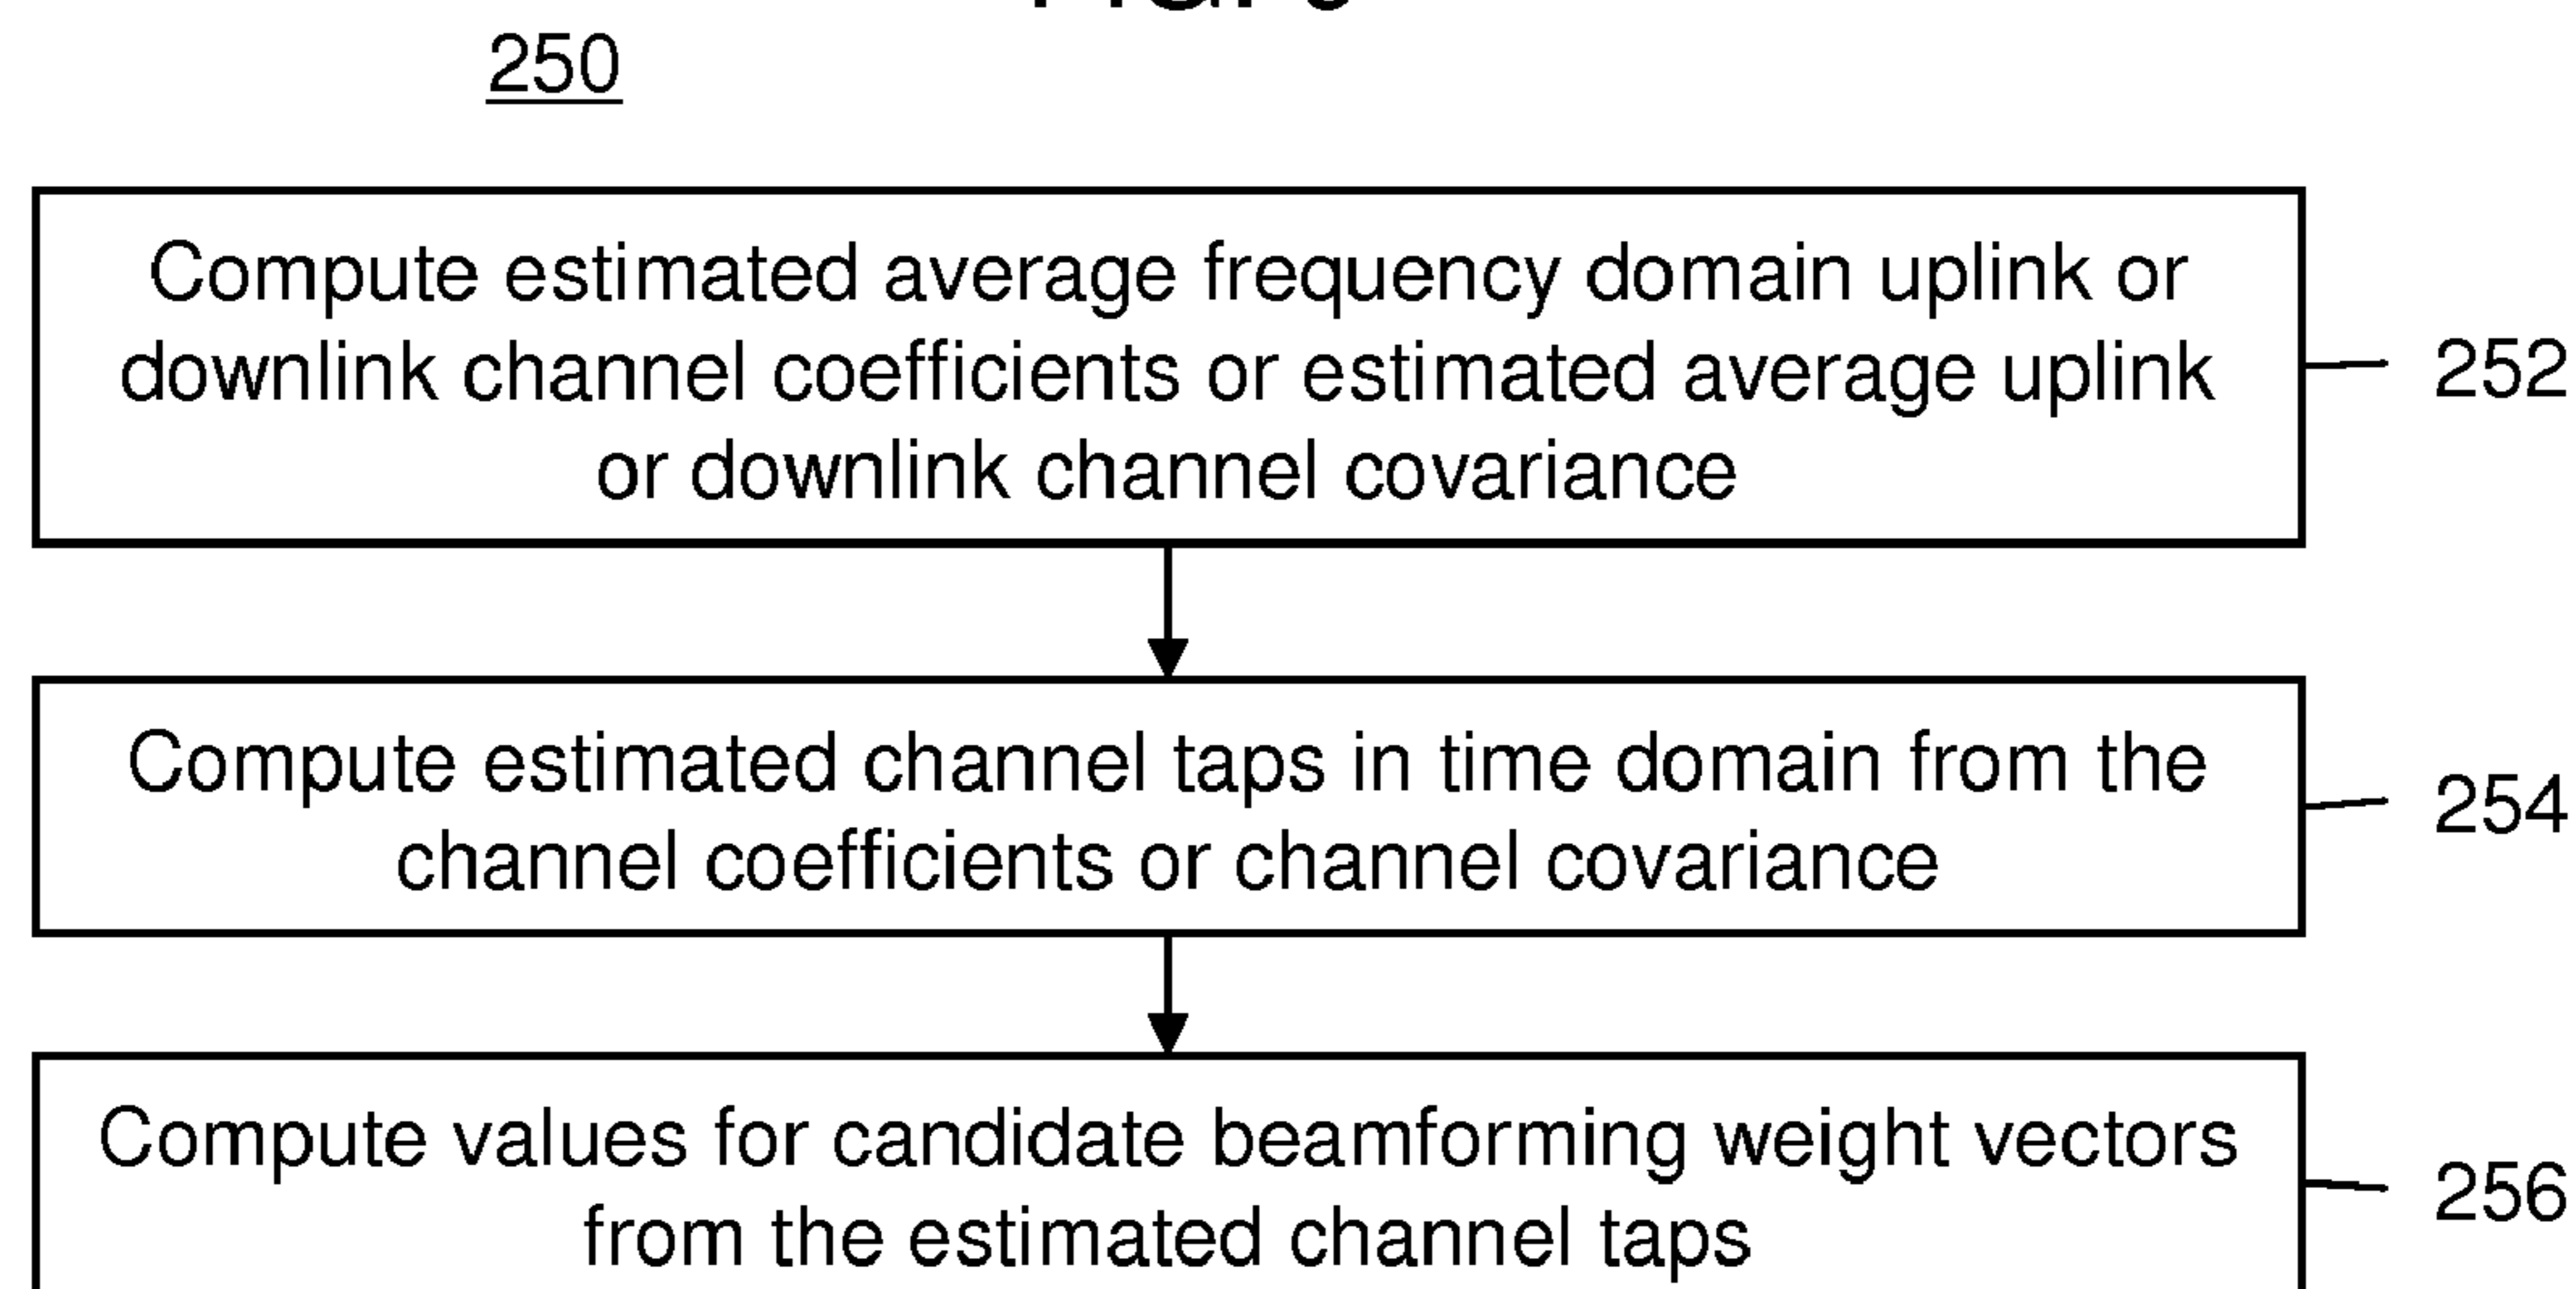 250
Compute estimated average frequency domain uplink or
downlink channel coefficients or estimated average uplink
or downlink channel covariance
252
Compute estimated channel taps in time domain from the
channel coefficients or channel covariance
254
Compute values for candidate beamforming weight vectors
from the estimated channel taps
256